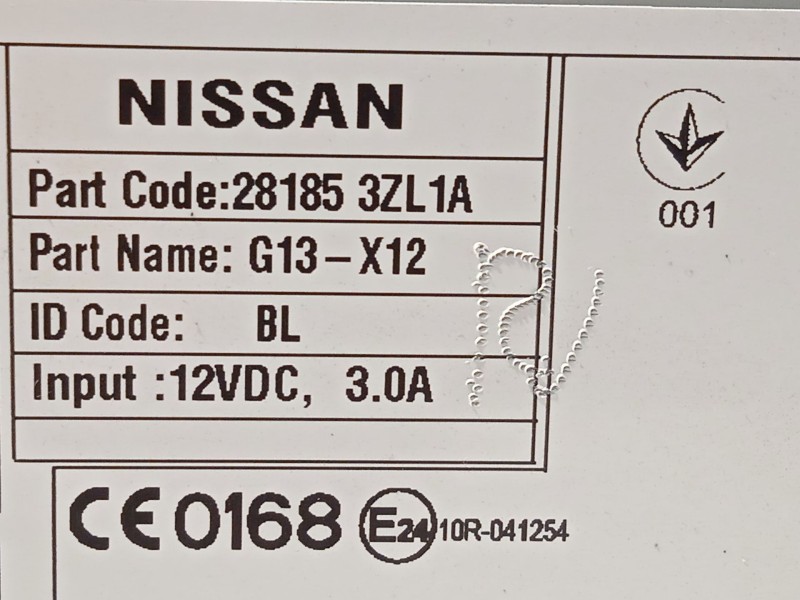 NISSAN
Part Code:28185 3ZL1A
Part Name: G13-X12
ID Code: BL
Input :12VDC, 3.0A
001
CE 0168 E24 10R-041254